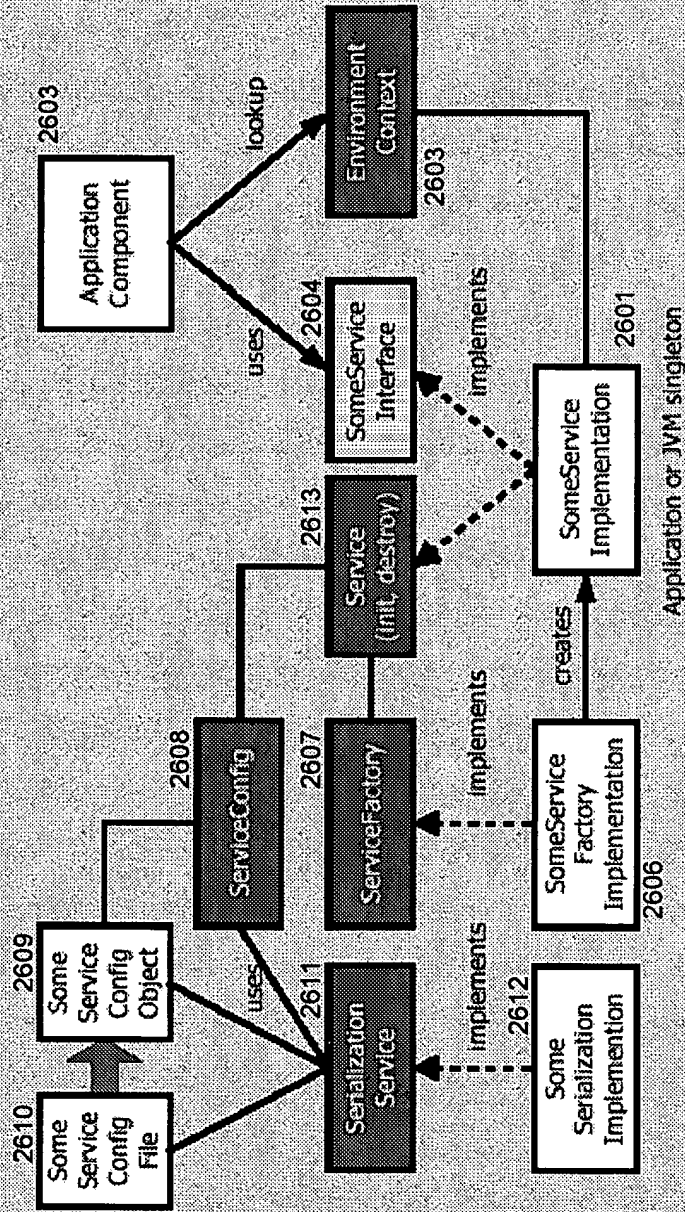 2610
Some
Service
Config
File
2609
Some
Service
Config
Object
2608
ServiceConfig
uses
2611
Serialization
Service
2607
ServiceFactory
2613
Service
(init, destroy)
2604
SomeService
Interface
uses
2603
Application
Component
lookup
Environment
Context
2603
implements
2612
Some
Serialization
Implemention
implements
SomeService
Factory
Implementation
2606
creates
implements
SomeService
Implementation
2601
Application or JVM singleton